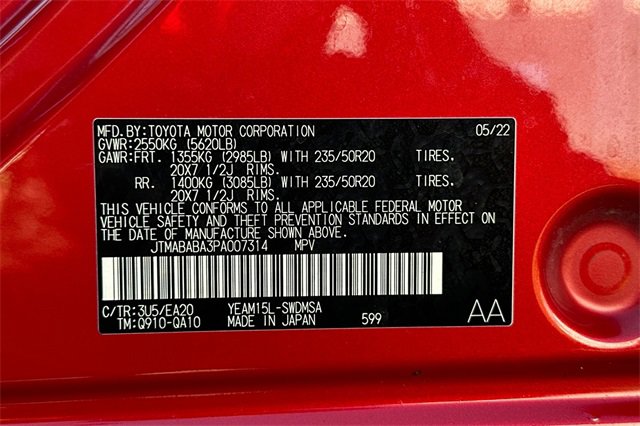 MFD.BY:TOYOTA MOTOR CORPORATION 05/22
GVWR:2550KG (5620LB)
GAWR:FRT. 1355KG (2985LB) WITH 235/50R20 TIRES.
20X7 1/2J RIMS.
RR. 1400KG (3085LB) WITH 235/50R20 TIRES.
20X7 1/2J RIMS.
THIS VEHICLE CONFORMS TO ALL APPLICABLE FEDERAL MOTOR
VEHICLE SAFETY AND THEFT PREVENTION STANDARDS IN EFFECT ON
THE DATE OF MANUFACTURE SHOWN ABOVE.
JTMABABA3PA007314 MPV
C/TR:3U5/EA20 YEAM15L-SWDMSA
TM:Q910-QA10 MADE IN JAPAN 599 AA